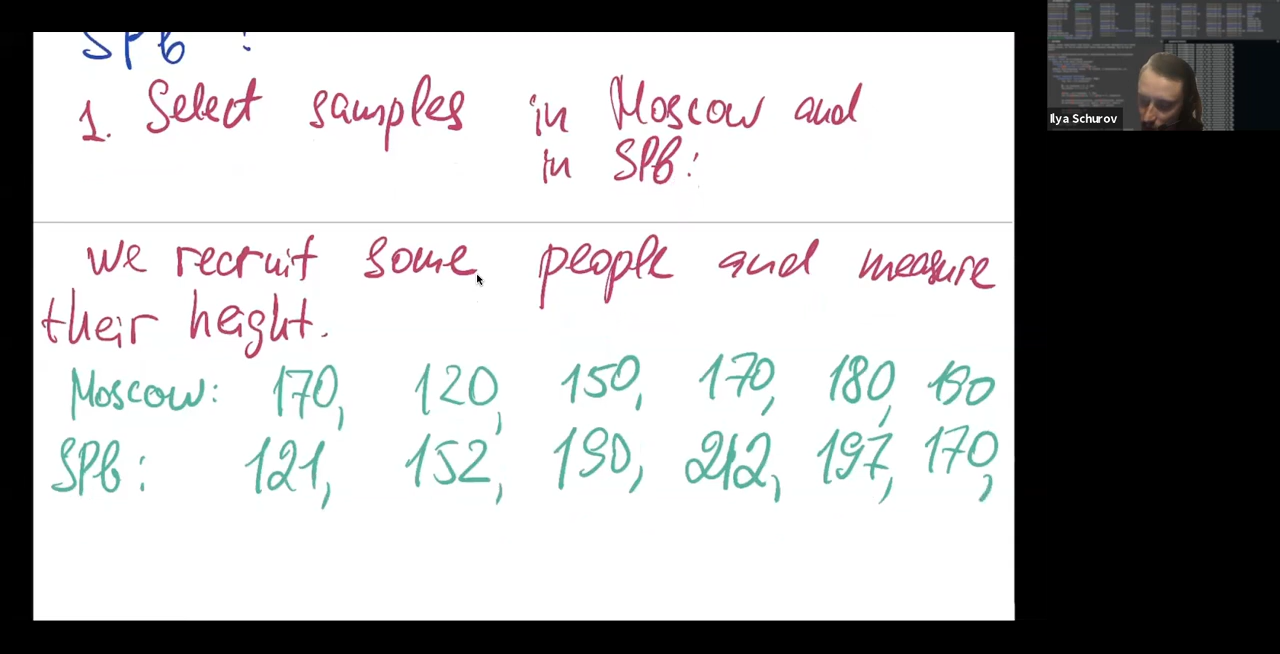 SPb :
1. Select samples in Moscow and
in SPb:
we recruit some people and measure
their height.
Moscow: 170, 120, 150, 170, 180, 190
SPb: 121, 152, 190, 212, 197, 170,
Ilya Schurov